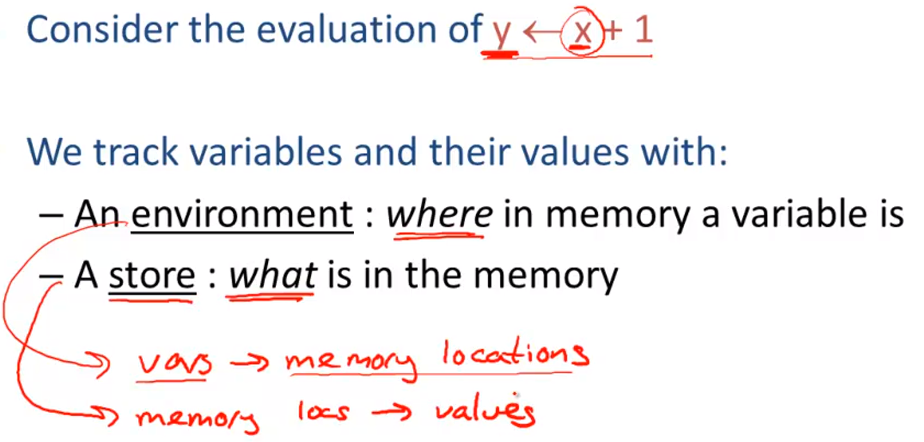 Consider the evaluation of y ← x + 1
We track variables and their values with:
– An environment : where in memory a variable is
– A store : what is in the memory
vars → memory locations
memory locs → values